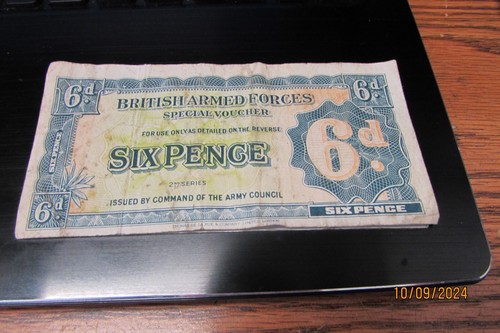 6d
6d
BRITISH ARMED FORCES
SPECIAL VOUCHER
FOR USE ONLY AS DETAILED ON THE REVERSE
6d
SIXPENCE
SIXPENCE
2ND SERIES
ISSUED BY COMMAND OF THE ARMY COUNCIL
6d
SIXPENCE
10/09/2024